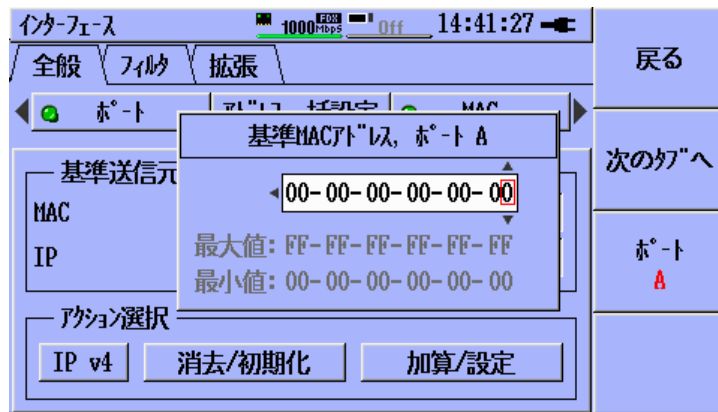 インターフェース
1000 FDX Mbps
Off
14:41:27
全般
フィルタ
拡張
ポート
MAC
基準MACアドレス, ポート A
00-00-00-00-00-00
最大値: FF-FF-FF-FF-FF-FF
最小値: 00-00-00-00-00-00
基準送信元
MAC
IP
アクション選択
IP v4
消去/初期化
加算/設定
戻る
次のタブへ
ポート
A